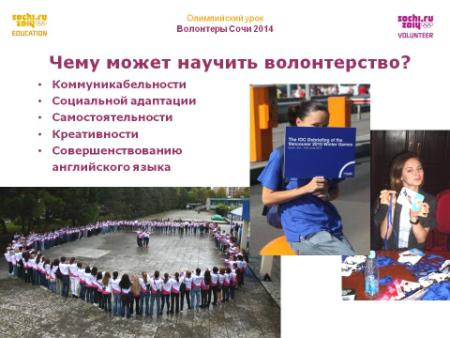 sochi.ru
2014
EDUCATION
Олимпийский урок
Волонтеры Сочи 2014
sochi.ru
2014
VOLUNTEER
Чему может научить волонтерство?
• Коммуникабельности
• Социальной адаптации
• Самостоятельности
• Креативности
• Совершенствованию
английского языка
The IOC Debriefing of the
Vancouver 2010 Winter Games